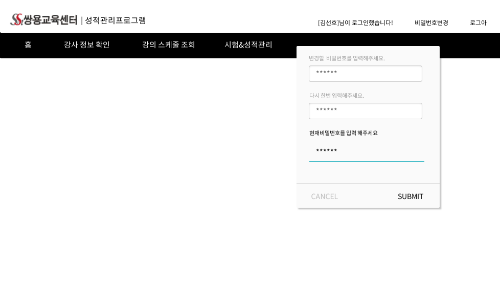 쌍용교육센터 | 성적관리프로그램
[김선호]님이 로그인했습니다! 비밀번호변경 로그아
홈 강사 정보 확인 강의 스케줄 조회 시험&성적관리
변경할 비밀번호를 입력해주세요.
******
다시 한번 입력해주세요.
******
현재비밀번호를 입력 해주세요
******
CANCEL SUBMIT